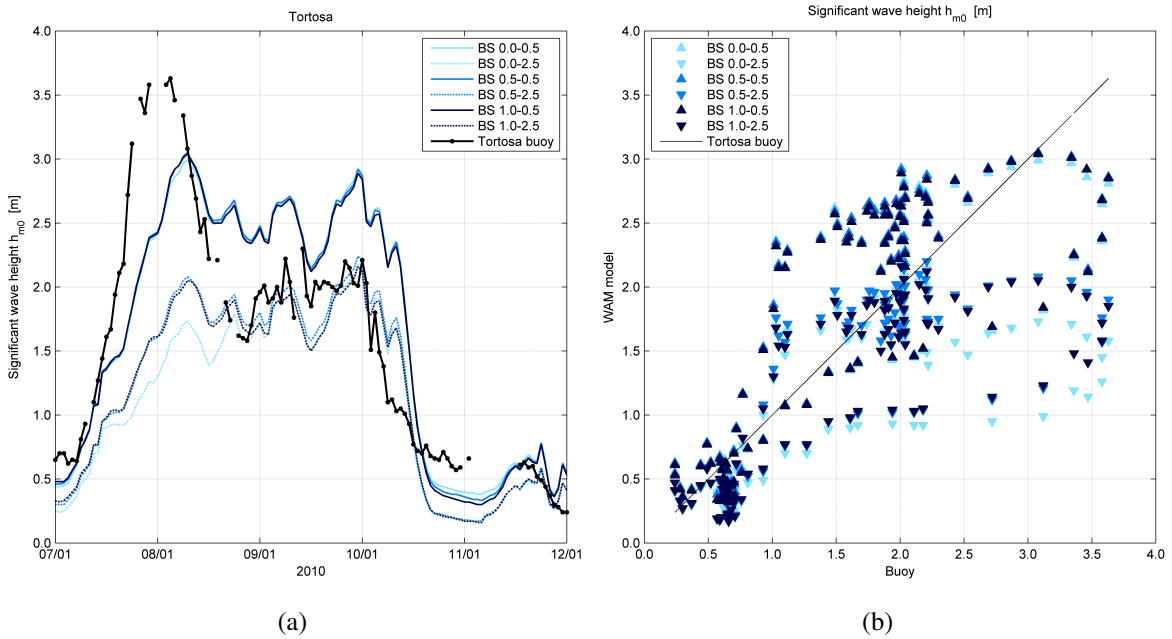 Tortosa
4.0
3.5
3.0
2.5
2.0
1.5
1.0
0.5
0.0
Significant wave height h_m0 [m]
BS 0.0-0.5
BS 0.0-2.5
BS 0.5-0.5
BS 0.5-2.5
BS 1.0-0.5
BS 1.0-2.5
Tortosa buoy
07/01 08/01 09/01 10/01 11/01 12/01
2010
(a)
Significant wave height h_m0 [m]
4.0
3.5
3.0
2.5
2.0
1.5
1.0
0.5
0.0
WAM model
BS 0.0-0.5
BS 0.0-2.5
BS 0.5-0.5
BS 0.5-2.5
BS 1.0-0.5
BS 1.0-2.5
Tortosa buoy
0.0 0.5 1.0 1.5 2.0 2.5 3.0 3.5 4.0
Buoy
(b)